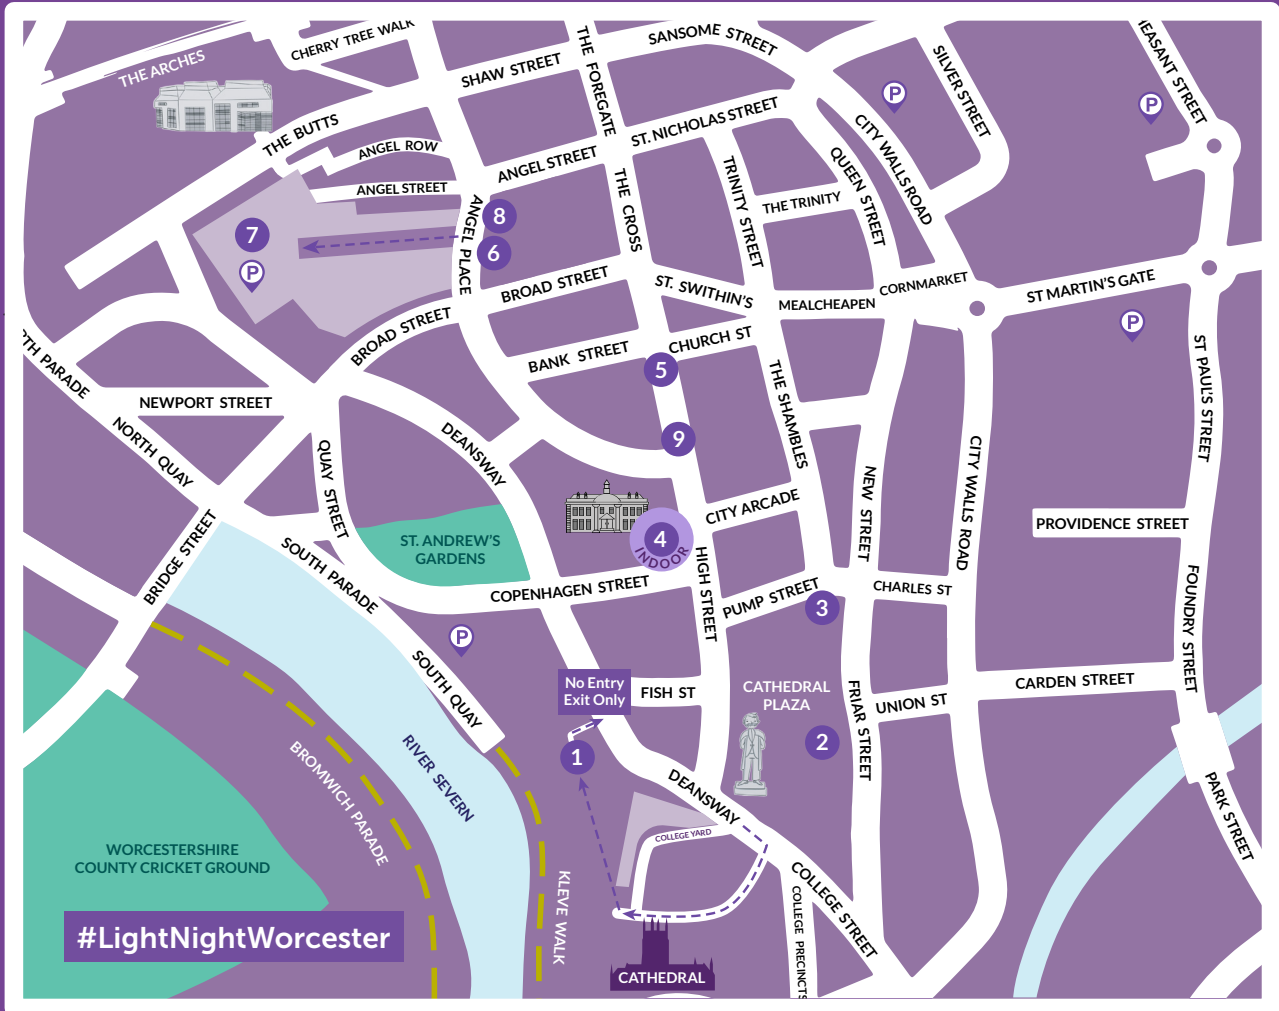 THE ARCHES
CHERRY TREE WALK
SHAW STREET
THE FOREGATE
SANSOME STREET
SILVER STREET
EASANT STREET
P
P
THE BUTTS
ANGEL ROW
ANGEL STREET
ANGEL STREET
ST. NICHOLAS STREET
CITY WALLS ROAD
QUEEN STREET
TRINITY STREET
THE TRINITY
THE CROSS
ANGEL PLACE
8
7
6
P
BROAD STREET
ST. SWITHIN'S
MEALCHEAPEN
CORNMARKET
ST MARTIN'S GATE
P
BROAD STREET
BANK STREET
CHURCH ST
5
TH PARADE
NEWPORT STREET
NORTH QUAY
QUAY STREET
DEANSWAY
9
THE SHAMBLES
NEW STREET
CITY WALLS ROAD
ST PAUL'S STREET
CITY ARCADE
PROVIDENCE STREET
4
INDOOR
ST. ANDREW'S
GARDENS
BRIDGE STREET
SOUTH PARADE
COPENHAGEN STREET
HIGH STREET
PUMP STREET
3
CHARLES ST
FOUNDRY STREET
P
SOUTH QUAY
No Entry
Exit Only
FISH ST
CATHEDRAL
PLAZA
FRIAR STREET
UNION ST
CARDEN STREET
1
2
RIVER SEVERN
BROMWICH PARADE
DEANSWAY
COLLEGE YARD
PARK STREET
WORCESTERSHIRE
COUNTY CRICKET GROUND
KLEVE WALK
COLLEGE STREET
COLLEGE PRECINCTS
#LightNightWorcester
CATHEDRAL